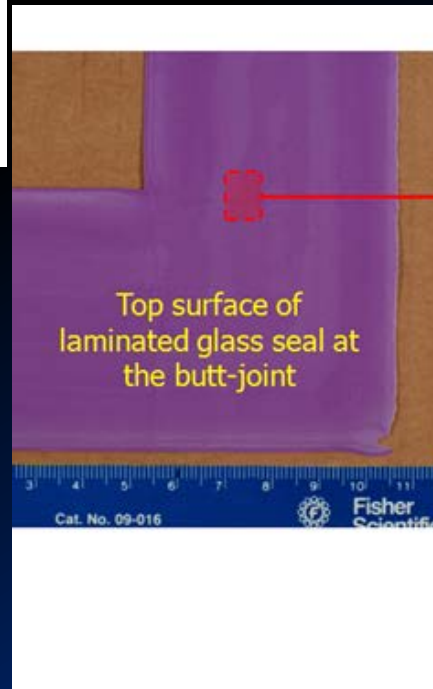 Top surface of
laminated glass seal at
the butt-joint
3 4 5 6 7 8 9 10 11
Cat. No. 09-016
Fisher
Scientific